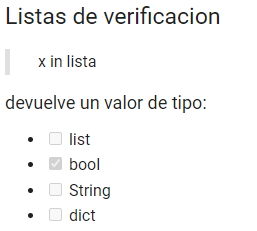 Listas de verificacion
x in lista
devuelve un valor de tipo:
list
bool
String
dict